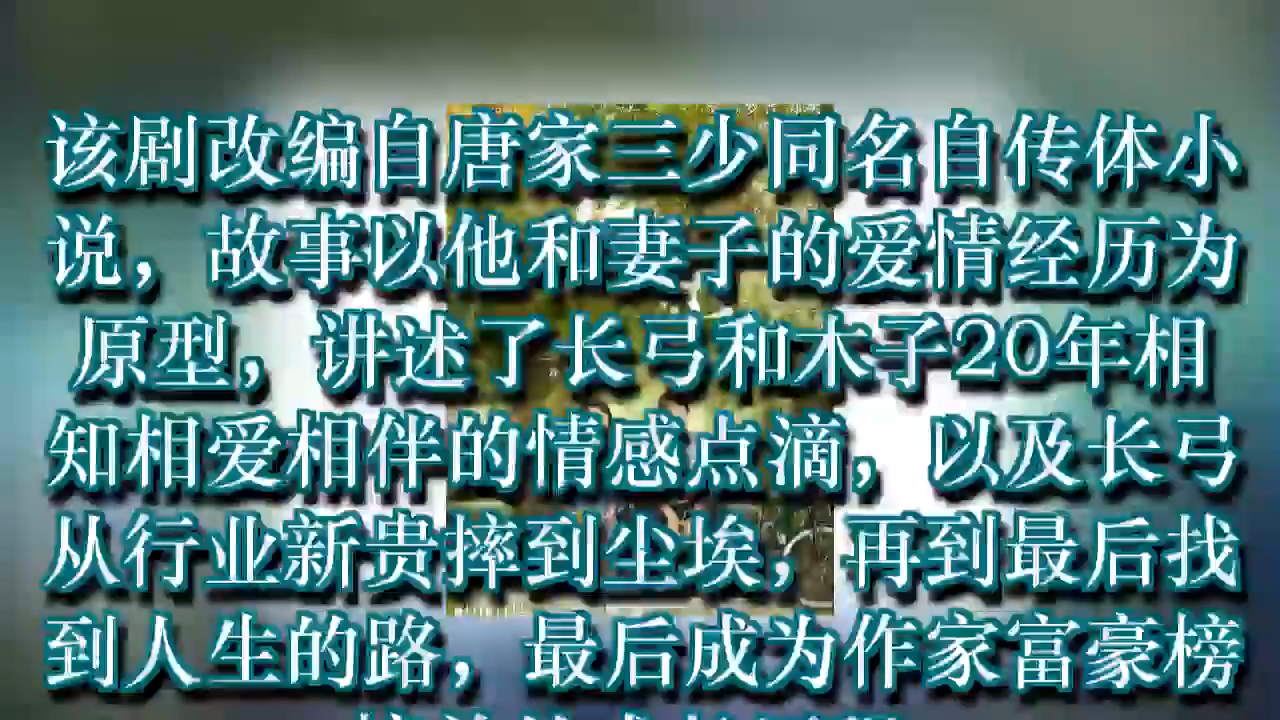 该剧改编自唐家三少同名自传体小
说，故事以他和妻子的爱情经历为
原型，讲述了长弓和木子20年相
知相爱相伴的情感点滴，以及长弓
从行业新贵摔到尘埃，再到最后找
到人生的路，最后成为作家富豪榜